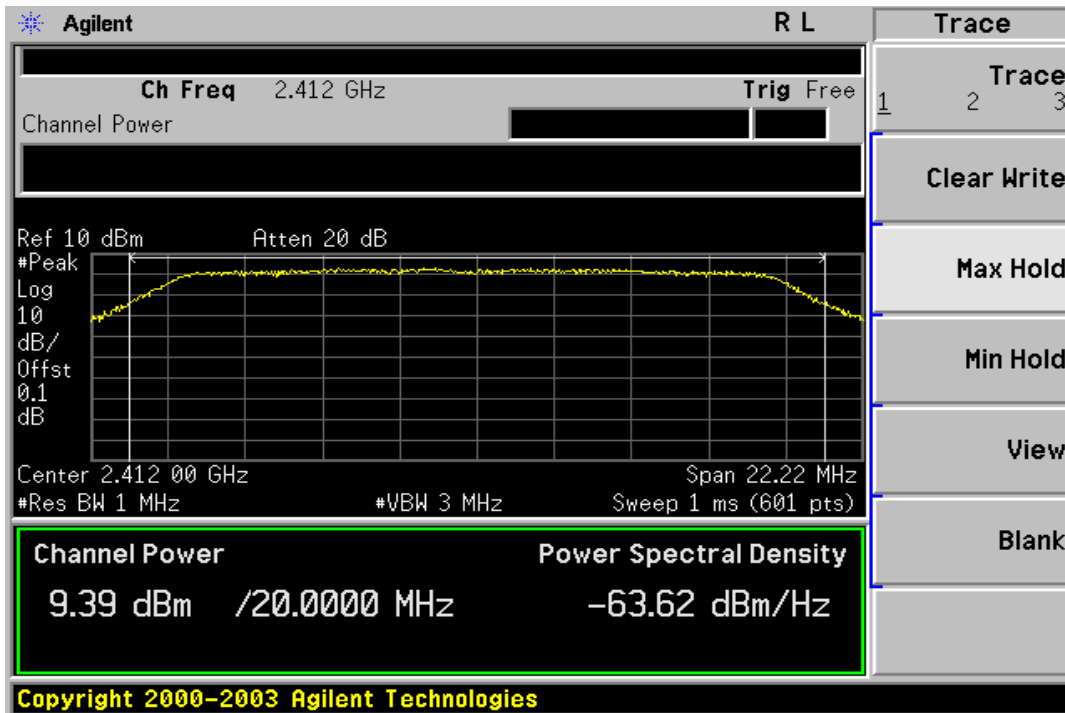 Agilent R L Trace
Trace
Ch Freq 2.412 GHz Trig Free
1 2 3
Channel Power
Clear Write
Ref 10 dBm Atten 20 dB
#Peak
Log
10
dB/
Offst
0.1
dB
Max Hold
Min Hold
View
Center 2.412 00 GHz Span 22.22 MHz
#Res BW 1 MHz #VBW 3 MHz Sweep 1 ms (601 pts)
Blank
Channel Power Power Spectral Density
9.39 dBm /20.0000 MHz -63.62 dBm/Hz
Copyright 2000-2003 Agilent Technologies